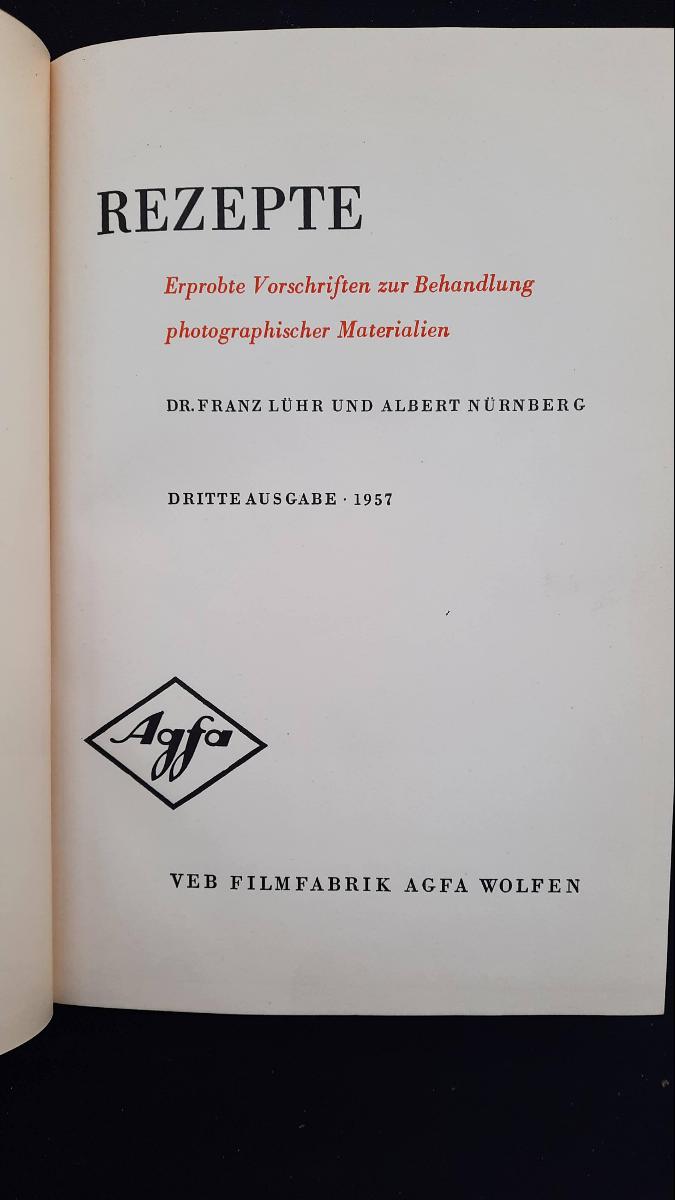 REZEPTE
Erprobte Vorschriften zur Behandlung
photographischer Materialien
DR. FRANZ LÜHR UND ALBERT NÜRNBERG
DRITTE AUSGABE · 1957
Agfa
VEB FILMFABRIK AGFA WOLFEN